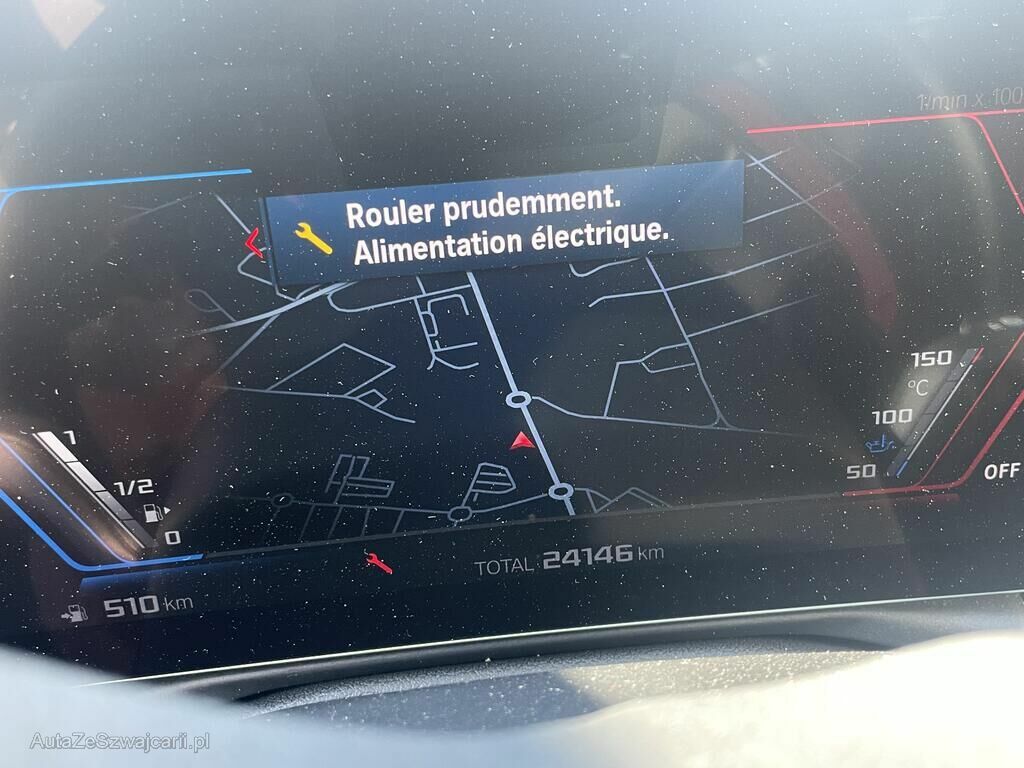 1/min x 100
Rouler prudemment.
Alimentation électrique.
150
°C
100
50
OFF
1
1/2
0
TOTAL 24146 km
510 km
AutaZeSzwajcarii.pl